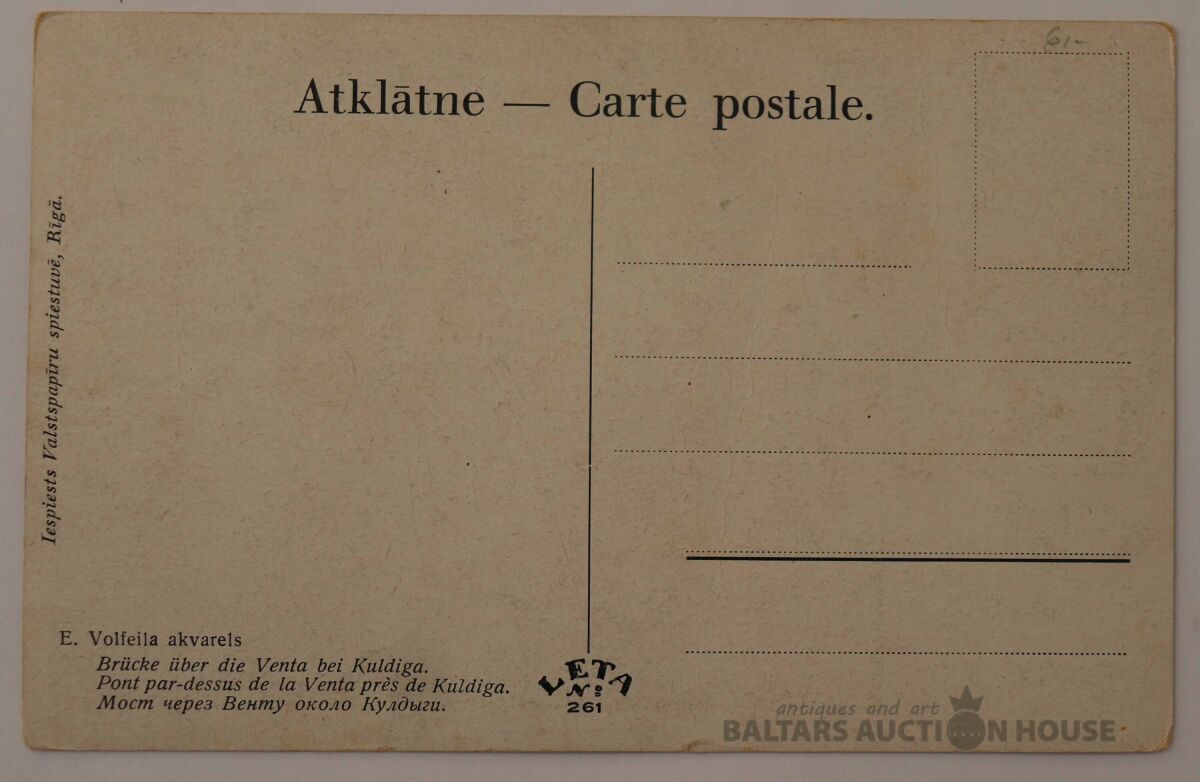 61-
Atklātne — Carte postale.
Iespiests Valstspapīru spiestuvē, Rīgā.
E. Volfeila akvarels
Brücke über die Venta bei Kuldiga.
Pont par-dessus de la Venta près de Kuldiga.
Мост через Венту около Кулдыги.
LETA
№
261
antiques and art
BALTARS AUCTION HOUSE